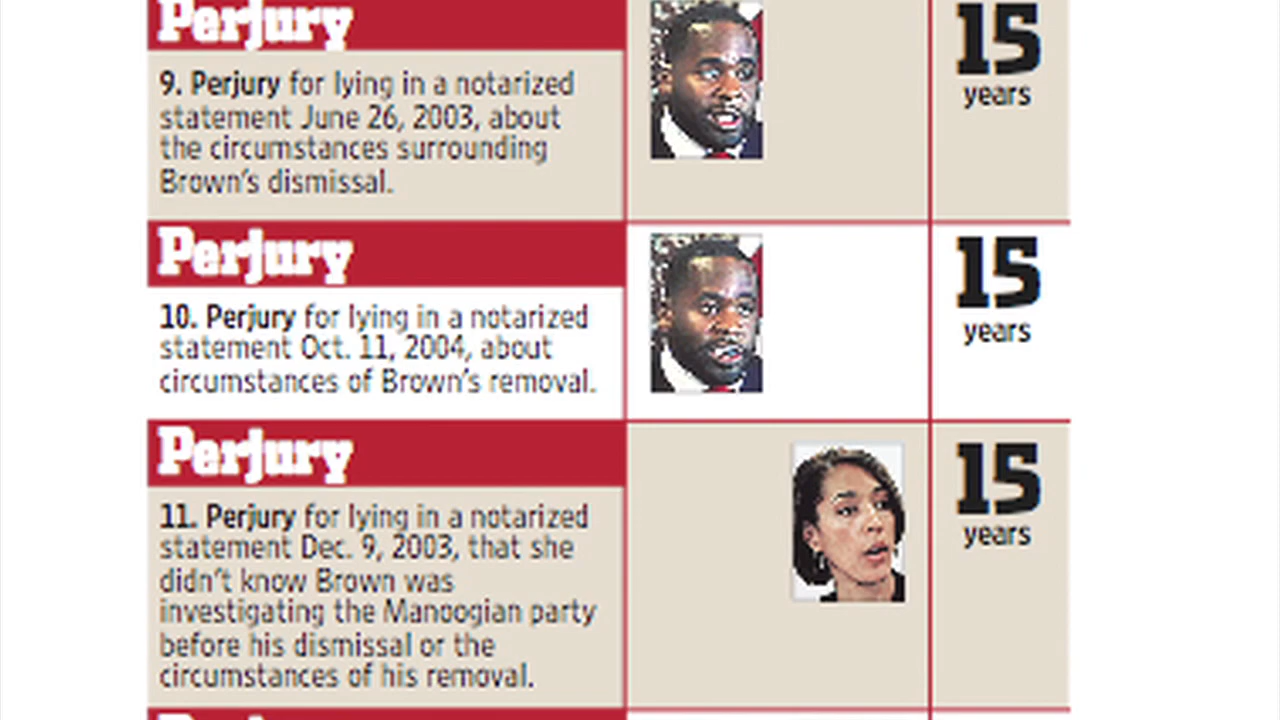 Perjury
15
years
9. Perjury for lying in a notarized
statement June 26, 2003, about
the circumstances surrounding
Brown's dismissal.
Perjury
15
years
10. Perjury for lying in a notarized
statement Oct. 11, 2004, about
circumstances of Brown's removal.
Perjury
15
years
11. Perjury for lying in a notarized
statement Dec. 9, 2003, that she
didn't know Brown was
investigating the Manoogian party
before his dismissal or the
circumstances of his removal.
Perjury